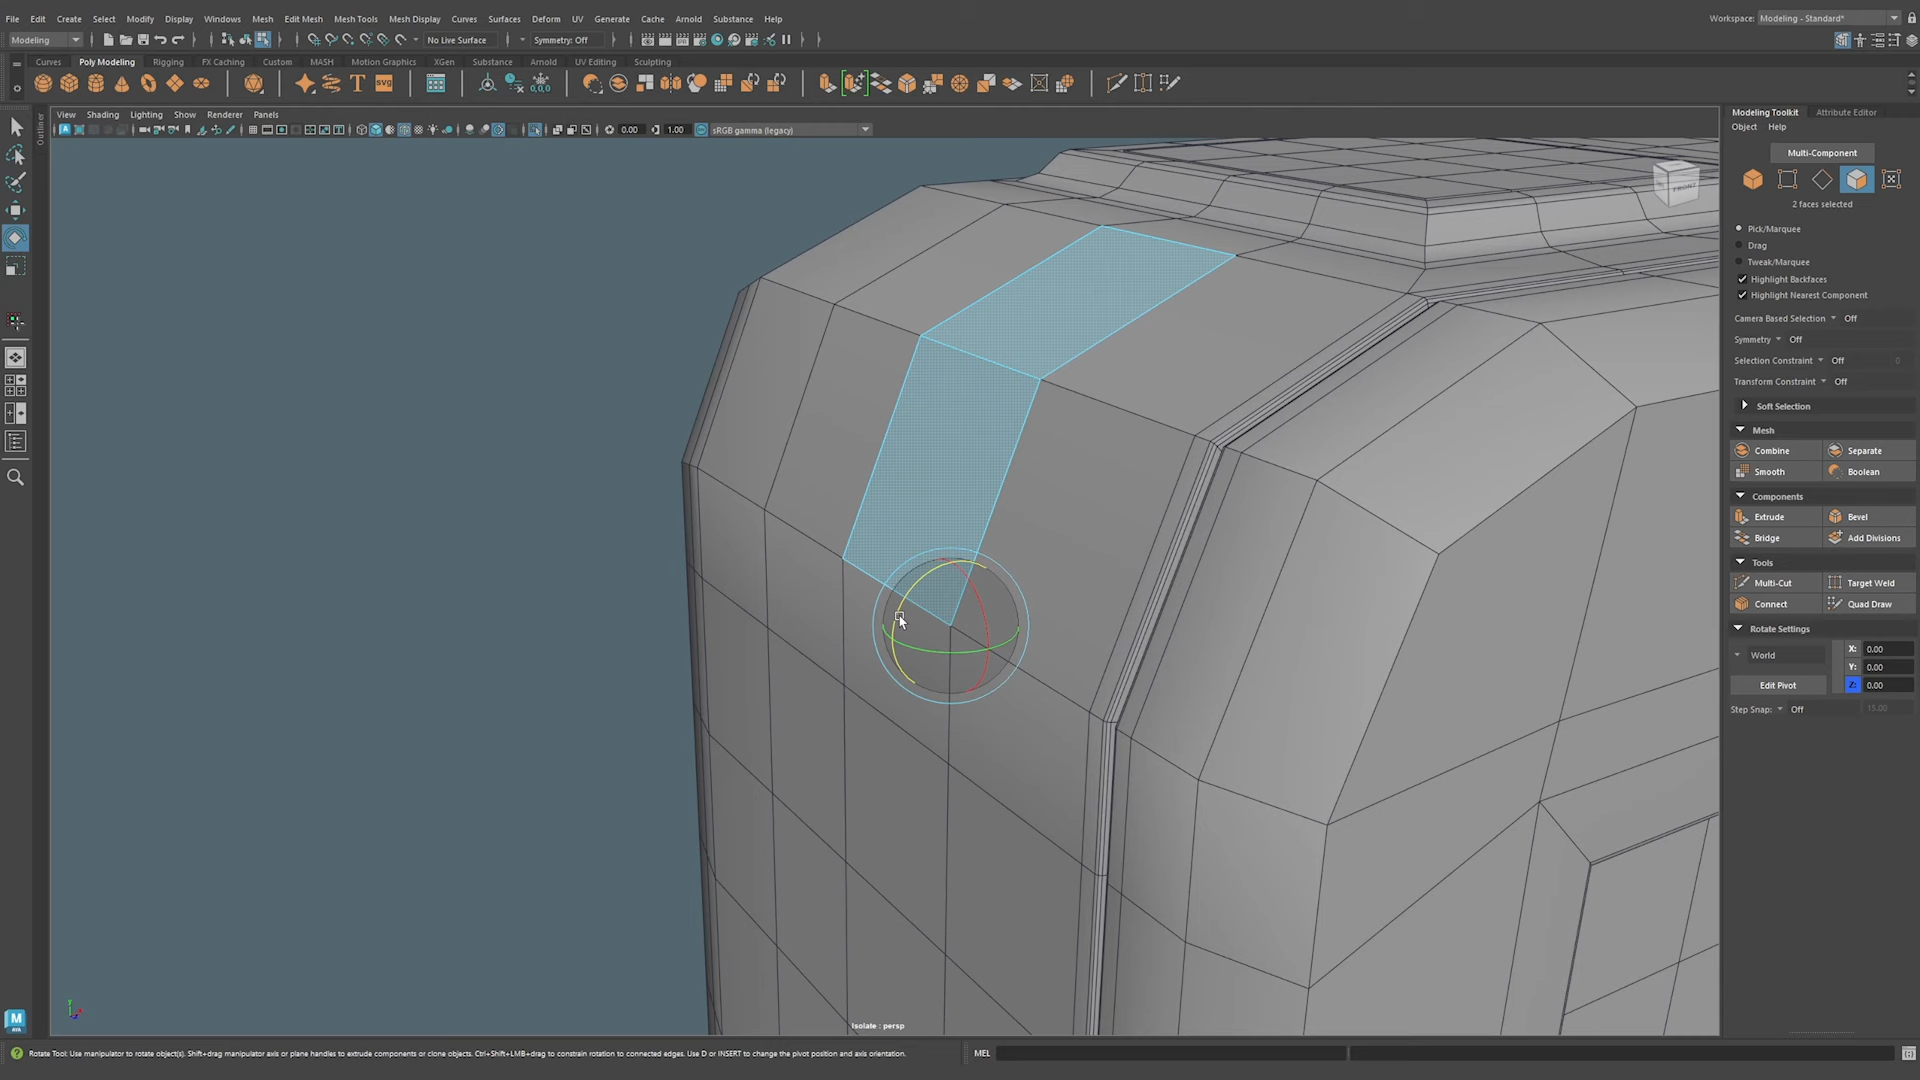 File Edit Create Select Modify Display Windows Mesh Edit Mesh Mesh Tools Mesh Display Curves Surfaces Deform UV Generate Cache Arnold Substance Help
Workspace: Modeling - Standard*
Modeling No Live Surface Symmetry: Off
Curves Poly Modeling Rigging FX Caching Custom MASH Motion Graphics XGen Substance Arnold UV Editing Sculpting
SVG
0,0,0
Outliner
View Shading Lighting Show Renderer Panels
0.00 1.00 sRGB gamma (legacy)
FRONT
Modeling Toolkit Attribute Editor
Object Help
Multi-Component
2 faces selected
Pick/Marquee
Drag
Tweak/Marquee
Highlight Backfaces
Highlight Nearest Component
Camera Based Selection Off
Symmetry Off
Selection Constraint Off 0
Transform Constraint Off
Soft Selection
Mesh
Combine Separate
Smooth Boolean
Components
Extrude Bevel
Bridge Add Divisions
Tools
Multi-Cut Target Weld
Connect Quad Draw
Rotate Settings
World X: 0.00
Y: 0.00
Edit Pivot Z: 0.00
Step Snap: Off 15.00
Y
M
Isolate : persp
Rotate Tool: Use manipulator to rotate object(s). Shift+drag manipulator axis or plane handles to extrude components or clone objects. Ctrl+Shift+LMB+drag to constrain rotation to connected edges. Use D or INSERT to change the pivot position and axis orientation.
MEL